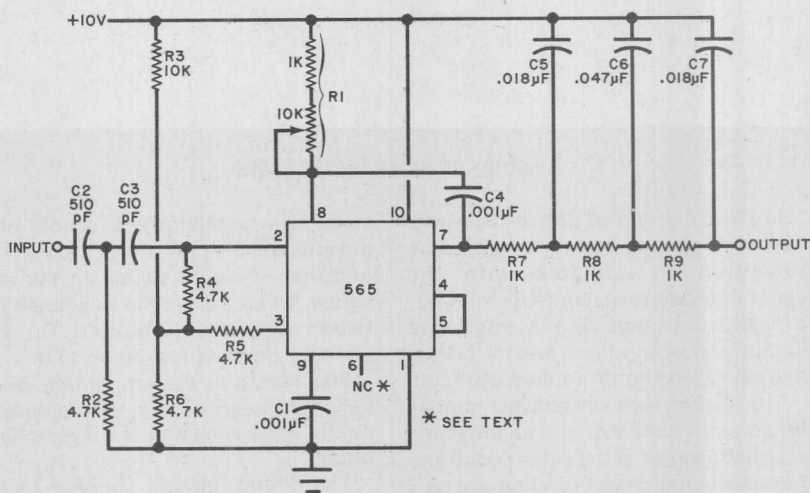 +10V
R3
10K
1K
R1
10K
C5
.018µF
C6
.047µF
C7
.018µF
C2
510
pF
C3
510
pF
C4
.001µF
8
10
INPUT
2
7
R7
1K
R8
1K
R9
1K
OUTPUT
R4
4.7K
565
4
5
3
R5
4.7K
9
6
1
NC *
R2
4.7K
R6
4.7K
C1
.001µF
* SEE TEXT